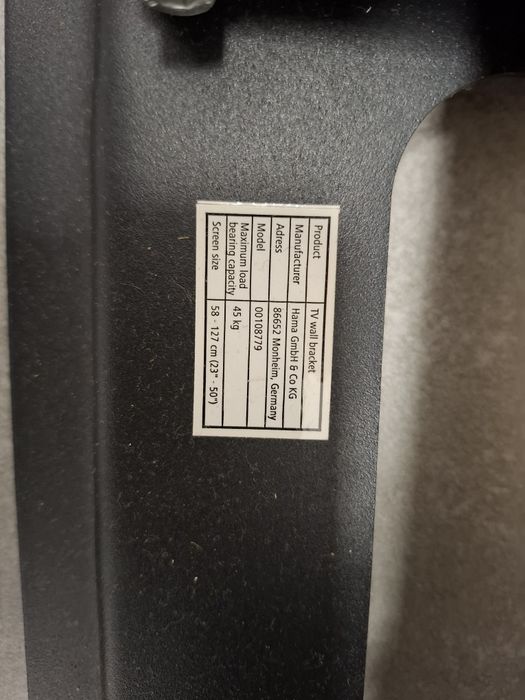 Product TV wall bracket
Manufacturer Hama GmbH & Co KG
Adress 86652 Monheim, Germany
Model 00108779
Maximum load
bearing capacity 45 kg
Screen size 58 - 127 cm (23" - 50")